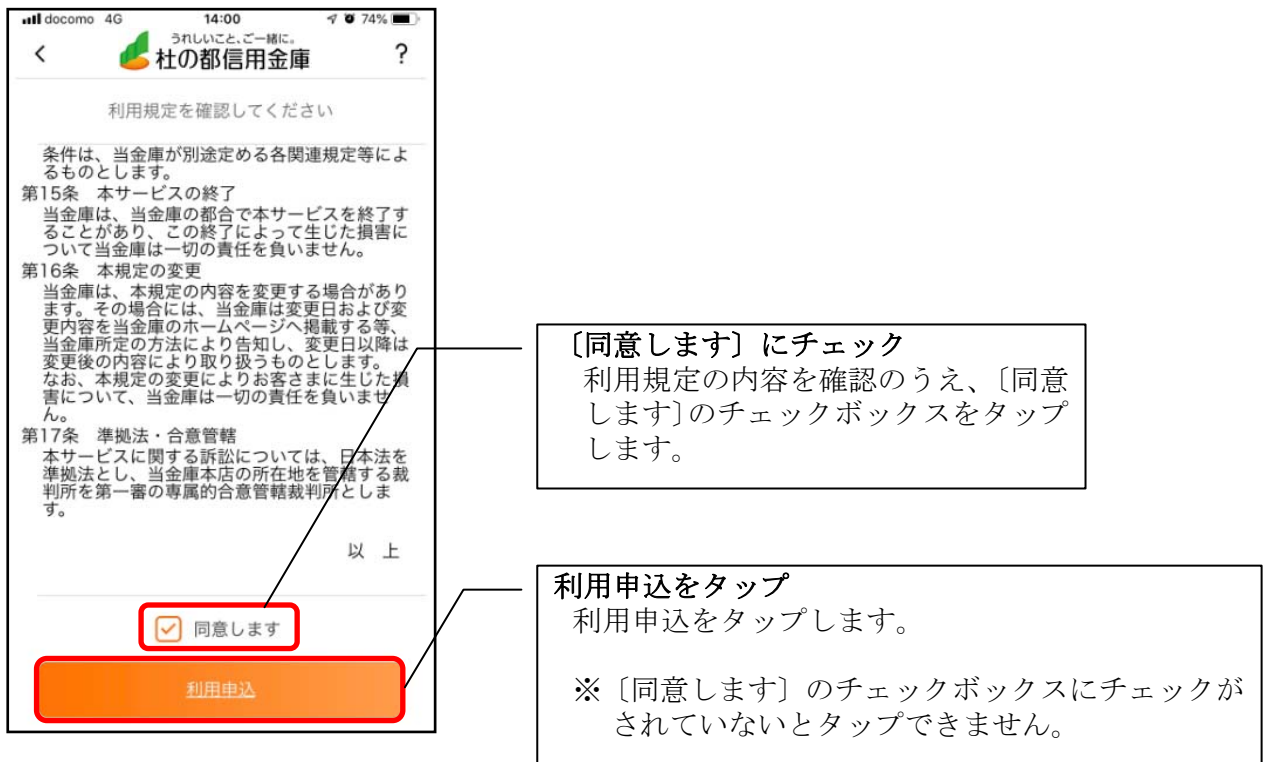 docomo 4G 14:00 74%
うれしいこと、ご一緒に。
杜の都信用金庫
?
利用規定を確認してください
条件は、当金庫が別途定める各関連規定等によ
るものとします。
第15条 本サービスの終了
当金庫は、当金庫の都合で本サービスを終了す
ることがあり、この終了によって生じた損害に
ついて当金庫は一切の責任を負いません。
第16条 本規定の変更
当金庫は、本規定の内容を変更する場合があり
ます。その場合には、当金庫は変更日および変
更内容を当金庫のホームページへ掲載する等、
当金庫所定の方法により告知し、変更日以降は
変更後の内容により取り扱うものとします。
なお、本規定の変更によりお客さまに生じた損
害について、当金庫は一切の責任を負いませ
ん。
第17条 準拠法・合意管轄
本サービスに関する訴訟については、日本法を
準拠法とし、当金庫本店の所在地を管轄する裁
判所を第一審の専属的合意管轄裁判所としま
す。
以 上
同意します
利用申込
〔同意します〕にチェック
利用規定の内容を確認のうえ、〔同意
します〕のチェックボックスをタップ
します。
利用申込をタップ
利用申込をタップします。
※〔同意します〕のチェックボックスにチェックが
されていないとタップできません。